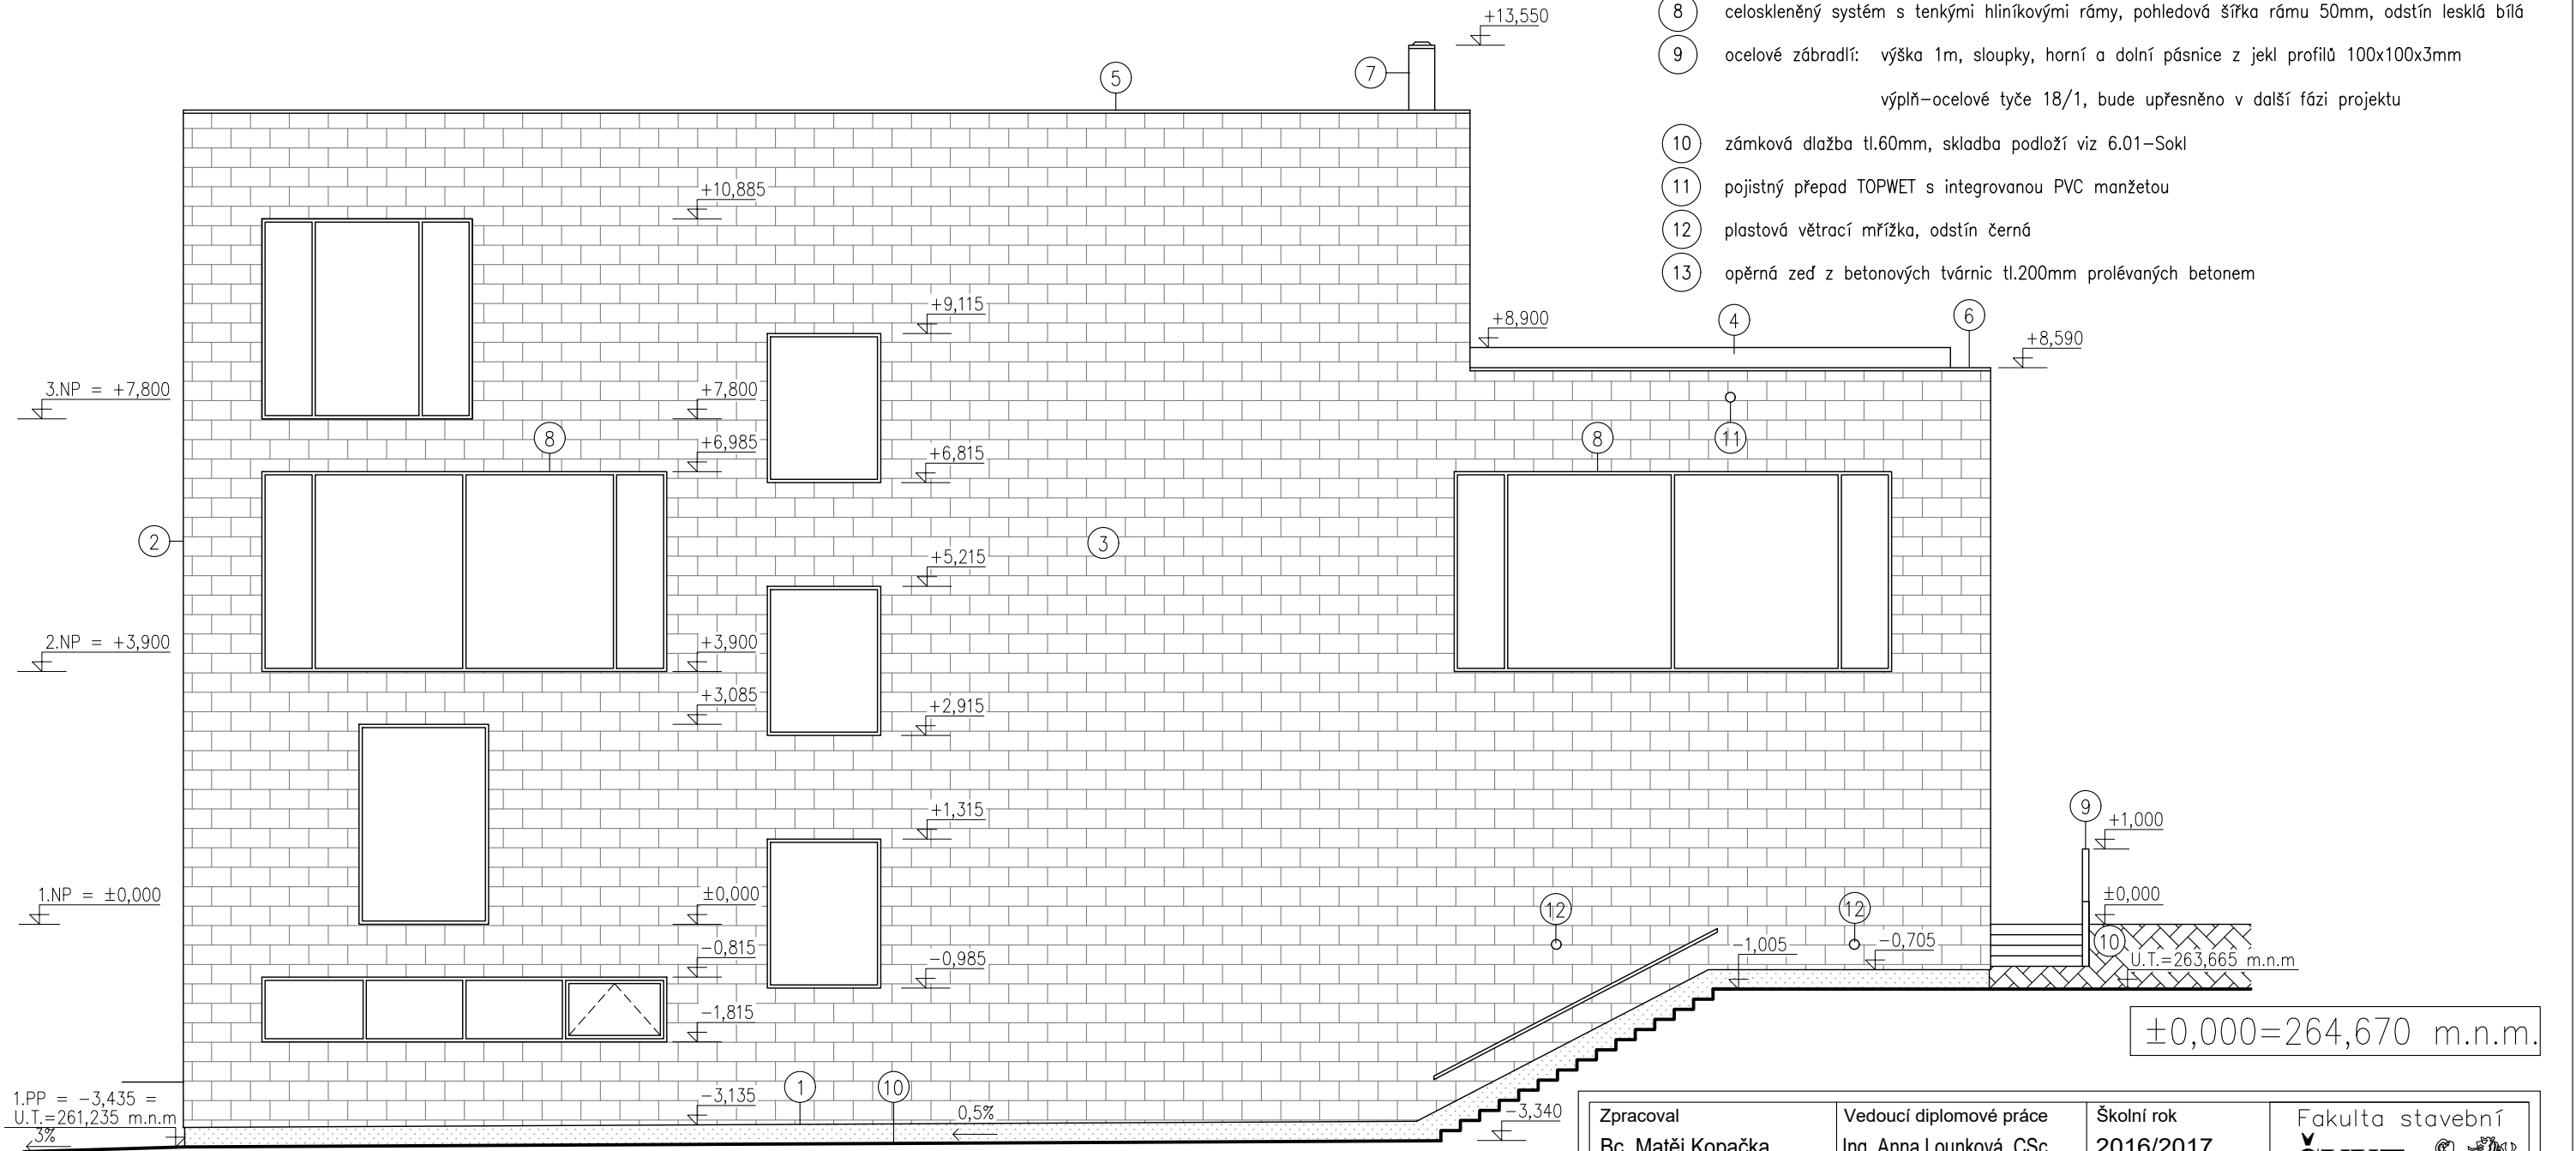 +13,550
8 celoskleněný systém s tenkými hliníkovými rámy, pohledová šířka rámu 50mm, odstín lesklá bílá
9 ocelové zábradlí: výška 1m, sloupky, horní a dolní pásnice z jekl profilů 100x100x3mm
výplň-ocelové tyče 18/1, bude upřesněno v další fázi projektu
10 zámková dlažba tl.60mm, skladba podloží viz 6.01-Sokl
11 pojistný přepad TOPWET s integrovanou PVC manžetou
12 plastová větrací mřížka, odstín černá
13 opěrná zeď z betonových tvárnic tl.200mm prolévaných betonem
5
7
+10,885
+9,115
+8,900
4
6
+8,590
3.NP = +7,800
+7,800
8
+6,985
+6,815
8
11
2
3
+5,215
2.NP = +3,900
+3,900
+3,085
+2,915
+1,315
9
+1,000
1.NP = ±0,000
±0,000
±0,000
12
12
-0,815
-0,985
-1,005
-0,705
10
U.T.=263,665 m.n.m
-1,815
±0,000=264,670 m.n.m.
1.PP = -3,435 =
U.T.=261,235 m.n.m
3%
-3,135
1
10
0,5%
-3,340
Zpracoval
Vedoucí diplomové práce
Školní rok
Fakulta stavební
Bc. Matěj Kopačka
Ing. Anna Lounková, CSc.
2016/2017